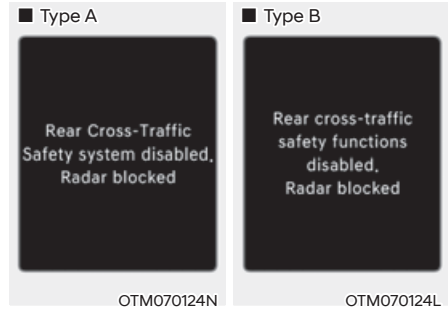 ■ Type A
Rear Cross-Traffic
Safety system disabled.
Radar blocked
OTM070124N
■ Type B
Rear cross-traffic
safety functions
disabled.
Radar blocked
OTM070124L